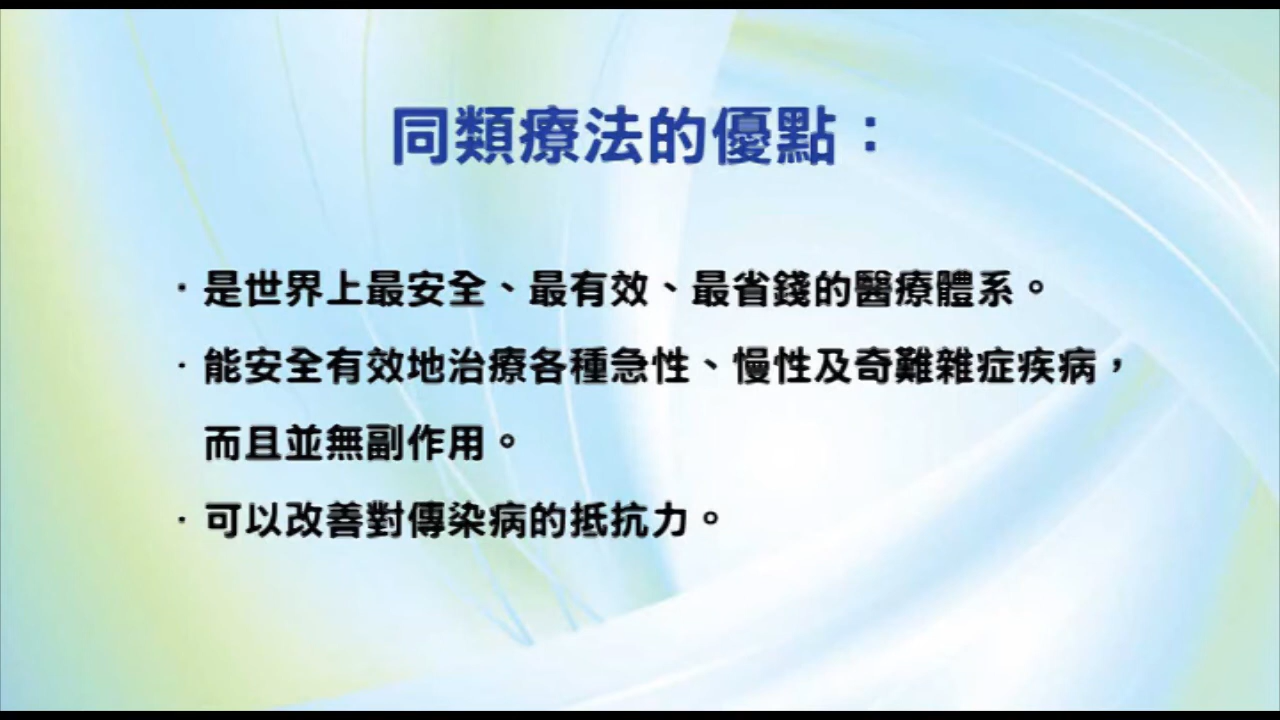 同類療法的優點：
·是世界上最安全、最有效、最省錢的醫療體系。
·能安全有效地治療各種急性、慢性及奇難雜症疾病，
而且並無副作用。
·可以改善對傳染病的抵抗力。